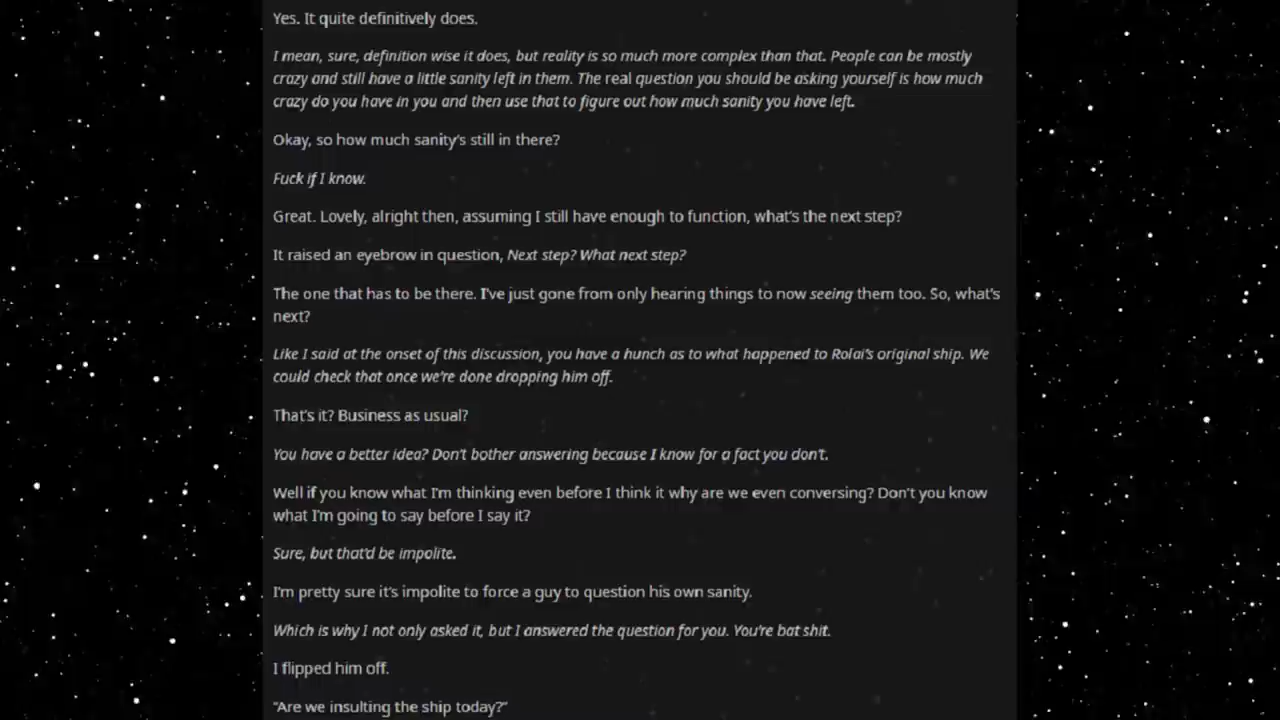 Yes. It quite definitively does.
I mean, sure, definition wise it does, but reality is so much more complex than that. People can be mostly
crazy and still have a little sanity left in them. The real question you should be asking yourself is how much
crazy do you have in you and then use that to figure out how much sanity you have left.
Okay, so how much sanity's still in there?
Fuck if I know.
Great. Lovely, alright then, assuming I still have enough to function, what's the next step?
It raised an eyebrow in question, Next step? What next step?
The one that has to be there. I've just gone from only hearing things to now seeing them too. So, what's
next?
Like I said at the onset of this discussion, you have a hunch as to what happened to Rolai's original ship. We
could check that once we're done dropping him off.
That's it? Business as usual?
You have a better idea? Don't bother answering because I know for a fact you don't.
Well if you know what I'm thinking even before I think it why are we even conversing? Don't you know
what I'm going to say before I say it?
Sure, but that'd be impolite.
I'm pretty sure it's impolite to force a guy to question his own sanity.
Which is why I not only asked it, but I answered the question for you. You're bat shit.
I flipped him off.
"Are we insulting the ship today?"